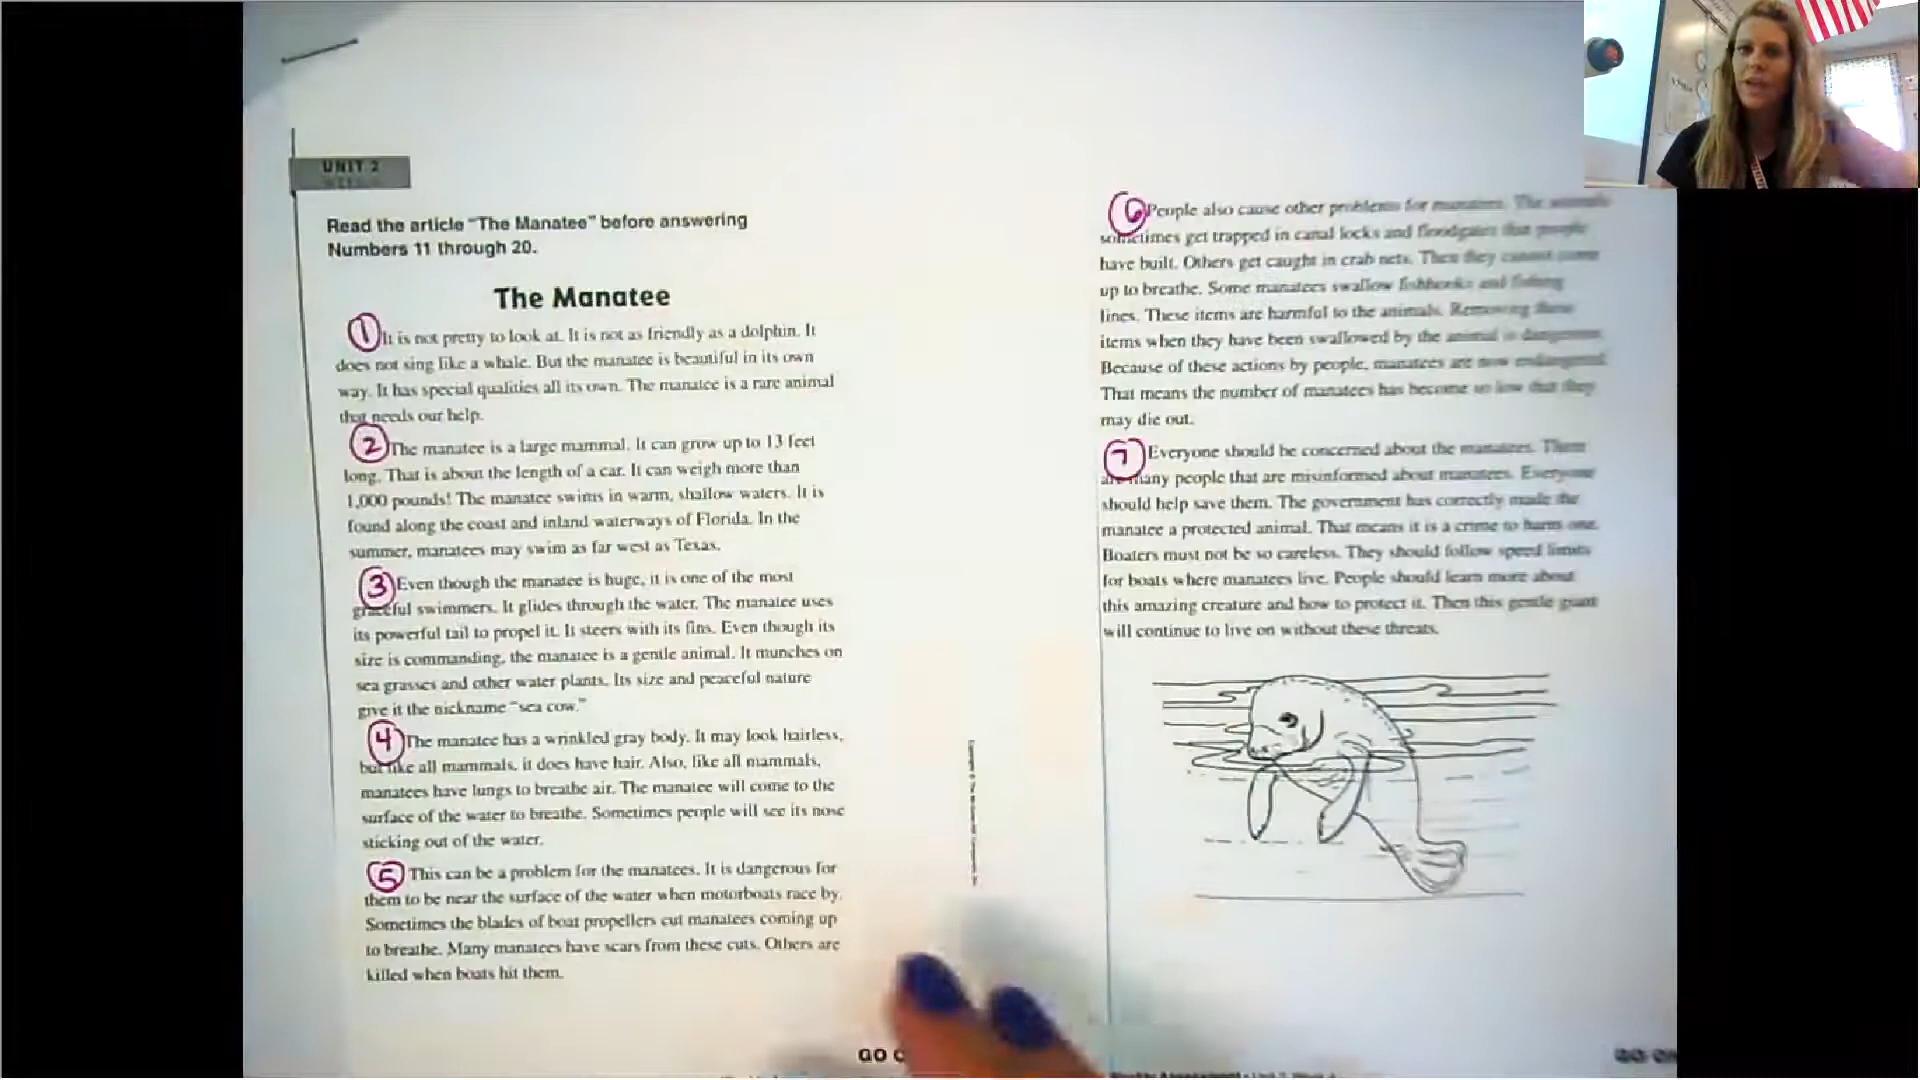 UNIT 2
Read the article "The Manatee" before answering
Numbers 11 through 20.
The Manatee
1 It is not pretty to look at. It is not as friendly as a dolphin. It
does not sing like a whale. But the manatee is beautiful in its own
way. It has special qualities all its own. The manatee is a rare animal
that needs our help.
2 The manatee is a large mammal. It can grow up to 13 feet
long. That is about the length of a car. It can weigh more than
1,000 pounds! The manatee swims in warm, shallow waters. It is
found along the coast and inland waterways of Florida. In the
summer, manatees may swim as far west as Texas.
3 Even though the manatee is huge, it is one of the most
graceful swimmers. It glides through the water. The manatee uses
its powerful tail to propel it. It steers with its fins. Even though its
size is commanding, the manatee is a gentle animal. It munches on
sea grasses and other water plants. Its size and peaceful nature
give it the nickname "sea cow."
4 The manatee has a wrinkled gray body. It may look hairless,
but like all mammals, it does have hair. Also, like all mammals,
manatees have lungs to breathe air. The manatee will come to the
surface of the water to breathe. Sometimes people will see its nose
sticking out of the water.
5 This can be a problem for the manatees. It is dangerous for
them to be near the surface of the water when motorboats race by.
Sometimes the blades of boat propellers cut manatees coming up
to breathe. Many manatees have scars from these cuts. Others are
killed when boats hit them.
GO
6 People also cause other problems for manatees. The animals
sometimes get trapped in canal locks and floodgates that people
have built. Others get caught in crab nets. Then they cannot come
up to breathe. Some manatees swallow fishhooks and fishing
lines. These items are harmful to the animals. Removing these
items when they have been swallowed by the animal is dangerous.
Because of these actions by people, manatees are now endangered.
That means the number of manatees has become so low that they
may die out.
7 Everyone should be concerned about the manatees. There
are many people that are misinformed about manatees. Everyone
should help save them. The government has correctly made the
manatee a protected animal. That means it is a crime to harm one.
Boaters must not be so careless. They should follow speed limits
for boats where manatees live. People should learn more about
this amazing creature and how to protect it. Then this gentle giant
will continue to live on without these threats.
GO ON